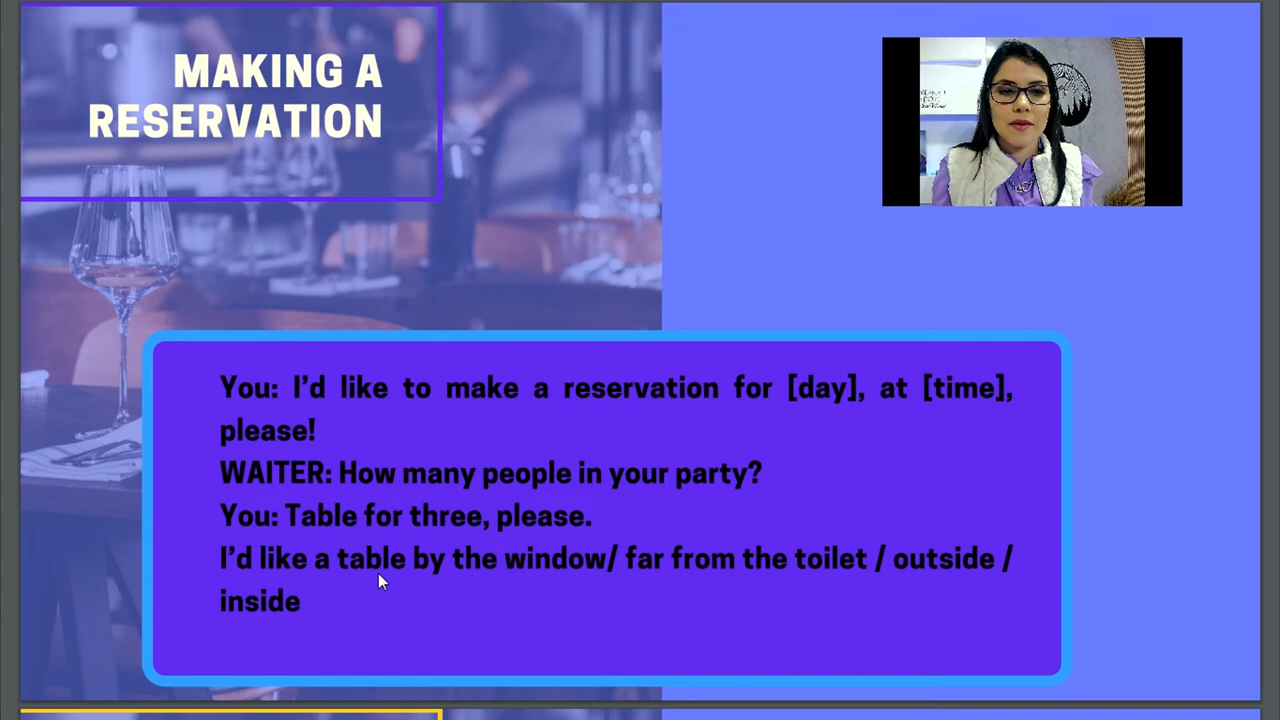 MAKING A
RESERVATION
You: I'd like to make a reservation for [day], at [time],
please!
WAITER: How many people in your party?
You: Table for three, please.
I'd like a table by the window/ far from the toilet / outside /
inside